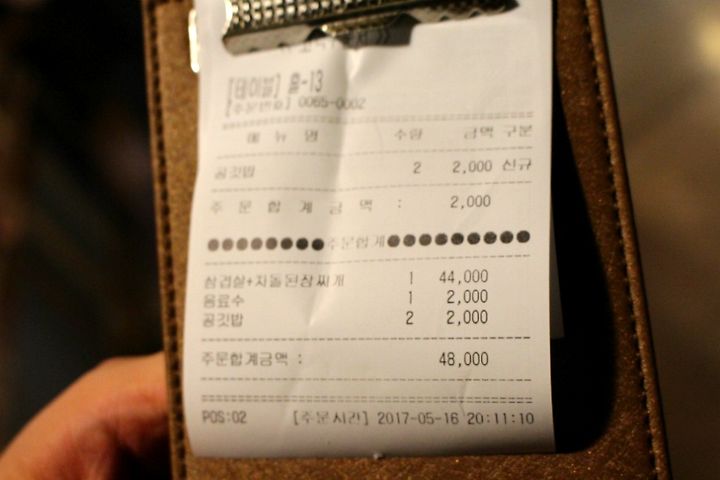 [테이블] 홀-13
[주문번호] 0065-0002
메 뉴 명 수량 금액 구분
공깃밥 2 2,000 신규
주 문 합 계 금 액 : 2,000
●●●●●●●●주문합계●●●●●●●●●●
삼겹살+차돌된장찌개 1 44,000
음료수 1 2,000
공깃밥 2 2,000
주문합계금액 : 48,000
POS:02 [주문시간] 2017-05-16 20:11:10